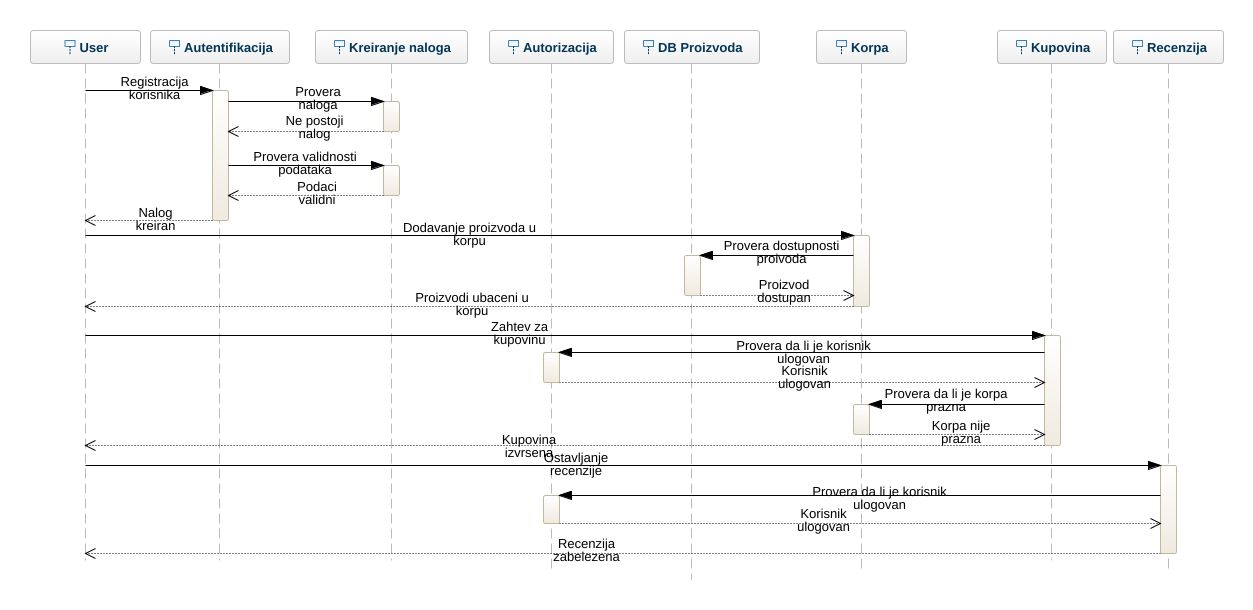 User
Autentifikacija
Kreiranje naloga
Autorizacija
DB Proizvoda
Korpa
Kupovina
Recenzija
Registracija
korisnika
Provera
naloga
Ne postoji
nalog
Provera validnosti
podataka
Podaci
validni
Nalog
kreiran
Dodavanje proizvoda u
korpu
Provera dostupnosti
proivoda
Proizvod
dostupan
Proizvodi ubaceni u
korpu
Zahtev za
kupovinu
Provera da li je korisnik
ulogovan
Korisnik
ulogovan
Provera da li je korpa
prazna
Korpa nije
prazna
Kupovina
izvrsena
Ostavljanje
recenzije
Provera da li je korisnik
ulogovan
Korisnik
ulogovan
Recenzija
zabelezena